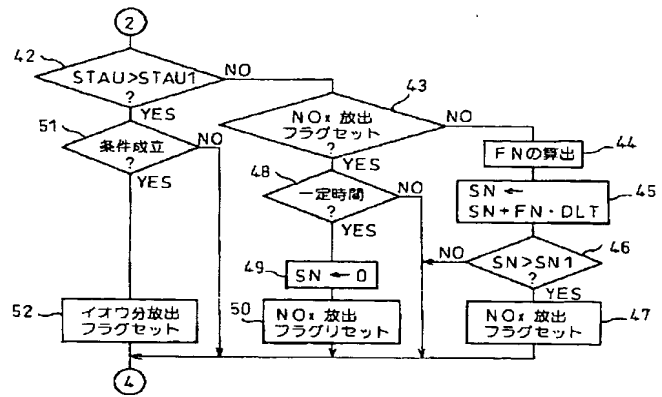 2
42
STAU>STAU1
?
NO
YES
43
NOx 放出
フラグセット
?
NO
YES
51
条件成立
?
NO
YES
48
一定時間
?
NO
YES
FNの算出
44
SN ←
SN+FN・DLT
45
46
SN>SN1
?
NO
YES
49
SN ← 0
52
イオウ分放出
フラグセット
50
NOx 放出
フラグリセット
NOx 放出
フラグセット
47
4